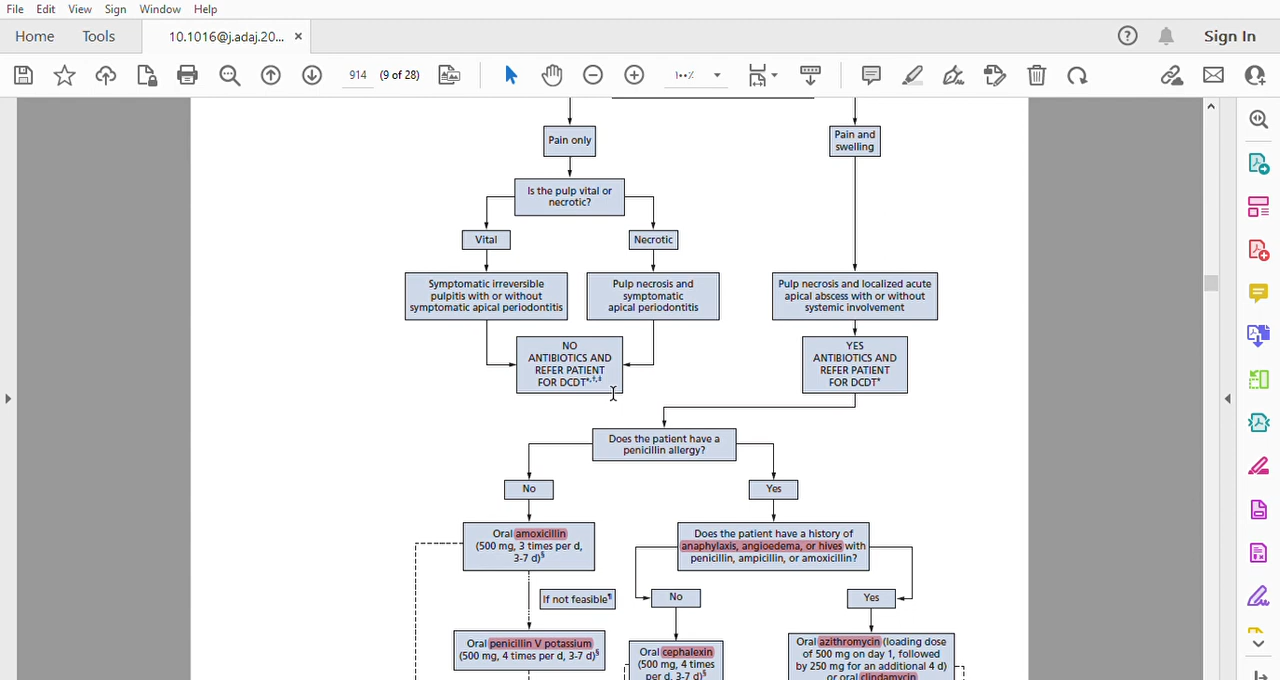 File Edit View Sign Window Help
Home Tools 10.1016@j.adaj.20... × Sign In
914 (9 of 28) ١٠٠٪
Pain only
Pain and
swelling
Is the pulp vital or
necrotic?
Vital
Necrotic
Symptomatic irreversible
pulpitis with or without
symptomatic apical periodontitis
Pulp necrosis and
symptomatic
apical periodontitis
Pulp necrosis and localized acute
apical abscess with or without
systemic involvement
NO
ANTIBIOTICS AND
REFER PATIENT
FOR DCDT*,†,‡
YES
ANTIBIOTICS AND
REFER PATIENT
FOR DCDT*
Does the patient have a
penicillin allergy?
No
Yes
Oral amoxicillin
(500 mg, 3 times per d,
3-7 d)§
Does the patient have a history of
anaphylaxis, angioedema, or hives with
penicillin, ampicillin, or amoxicillin?
If not feasible¶
No
Yes
Oral penicillin V potassium
(500 mg, 4 times per d, 3-7 d)§
Oral cephalexin
(500 mg, 4 times
per d, 3-7 d)§
Oral azithromycin (loading dose
of 500 mg on day 1, followed
by 250 mg for an additional 4 d)
or oral clindamycin